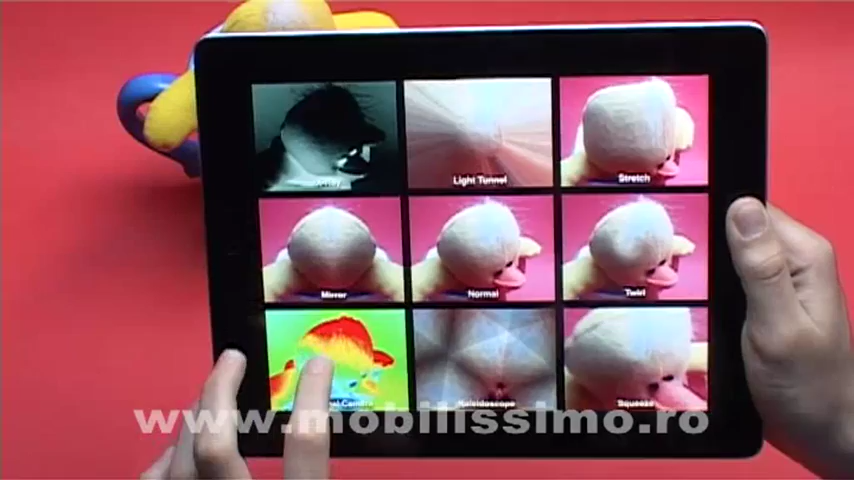 Light Tunnel
Stretch
Mirror
Normal
Twirl
Kaleidoscope
Squeeze
www.mobilissimo.ro